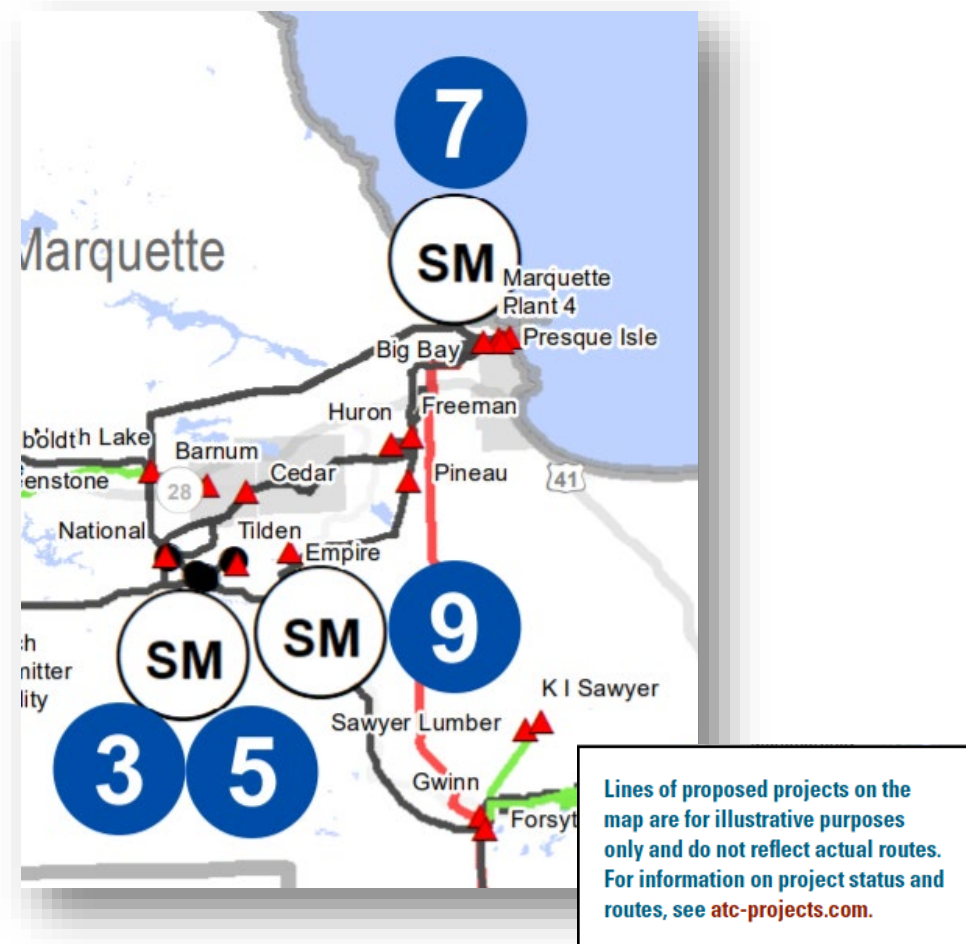 7
SM
Marquette
Marquette
Plant 4
Presque Isle
Big Bay
Freeman
Huron
Lake
Barnum
Cedar
Pineau
41
28
National
Tilden
Empire
SM
SM
9
3
5
K I Sawyer
Sawyer Lumber
Gwinn
Lines of proposed projects on the
map are for illustrative purposes
only and do not reflect actual routes.
For information on project status and
routes, see atc-projects.com.